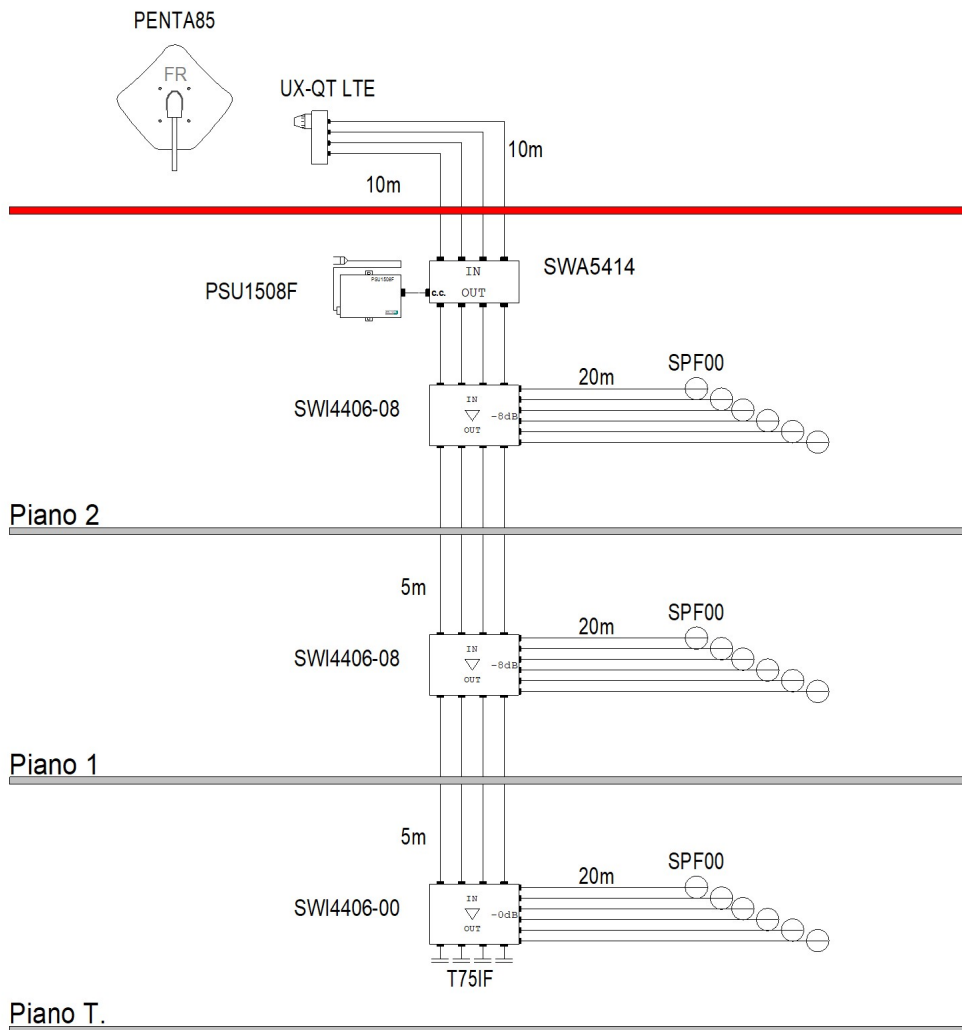 PENTA85
FR
UX-QT LTE
10m
10m
IN
SWA5414
PSU1508F
PSU1508F
c.c.
OUT
SPF00
20m
SWI4406-08
IN
-8dB
OUT
Piano 2
5m
SPF00
20m
SWI4406-08
IN
-8dB
OUT
Piano 1
5m
SPF00
20m
SWI4406-00
IN
-0dB
OUT
T75IF
Piano T.